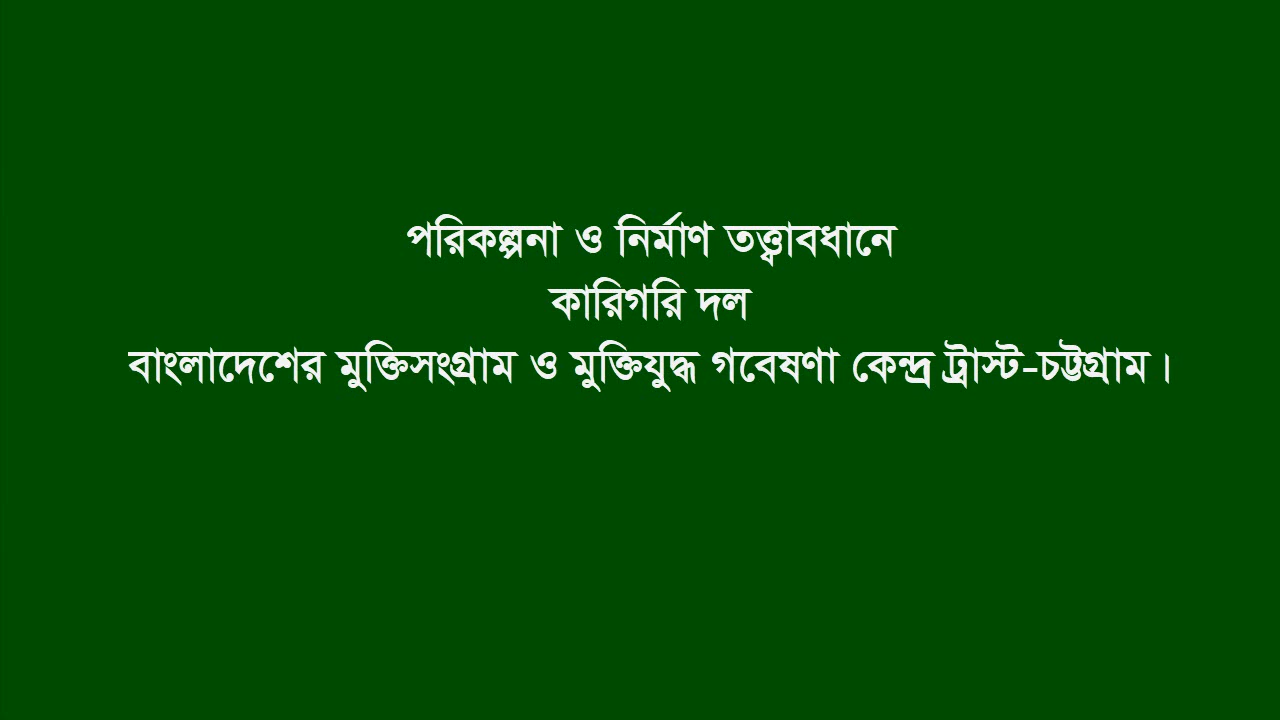 পরিকল্পনা ও নির্মাণ তত্ত্বাবধানে
কারিগরি দল
বাংলাদেশের মুক্তিসংগ্রাম ও মুক্তিযুদ্ধ গবেষণা কেন্দ্র ট্রাস্ট-চট্টগ্রাম।